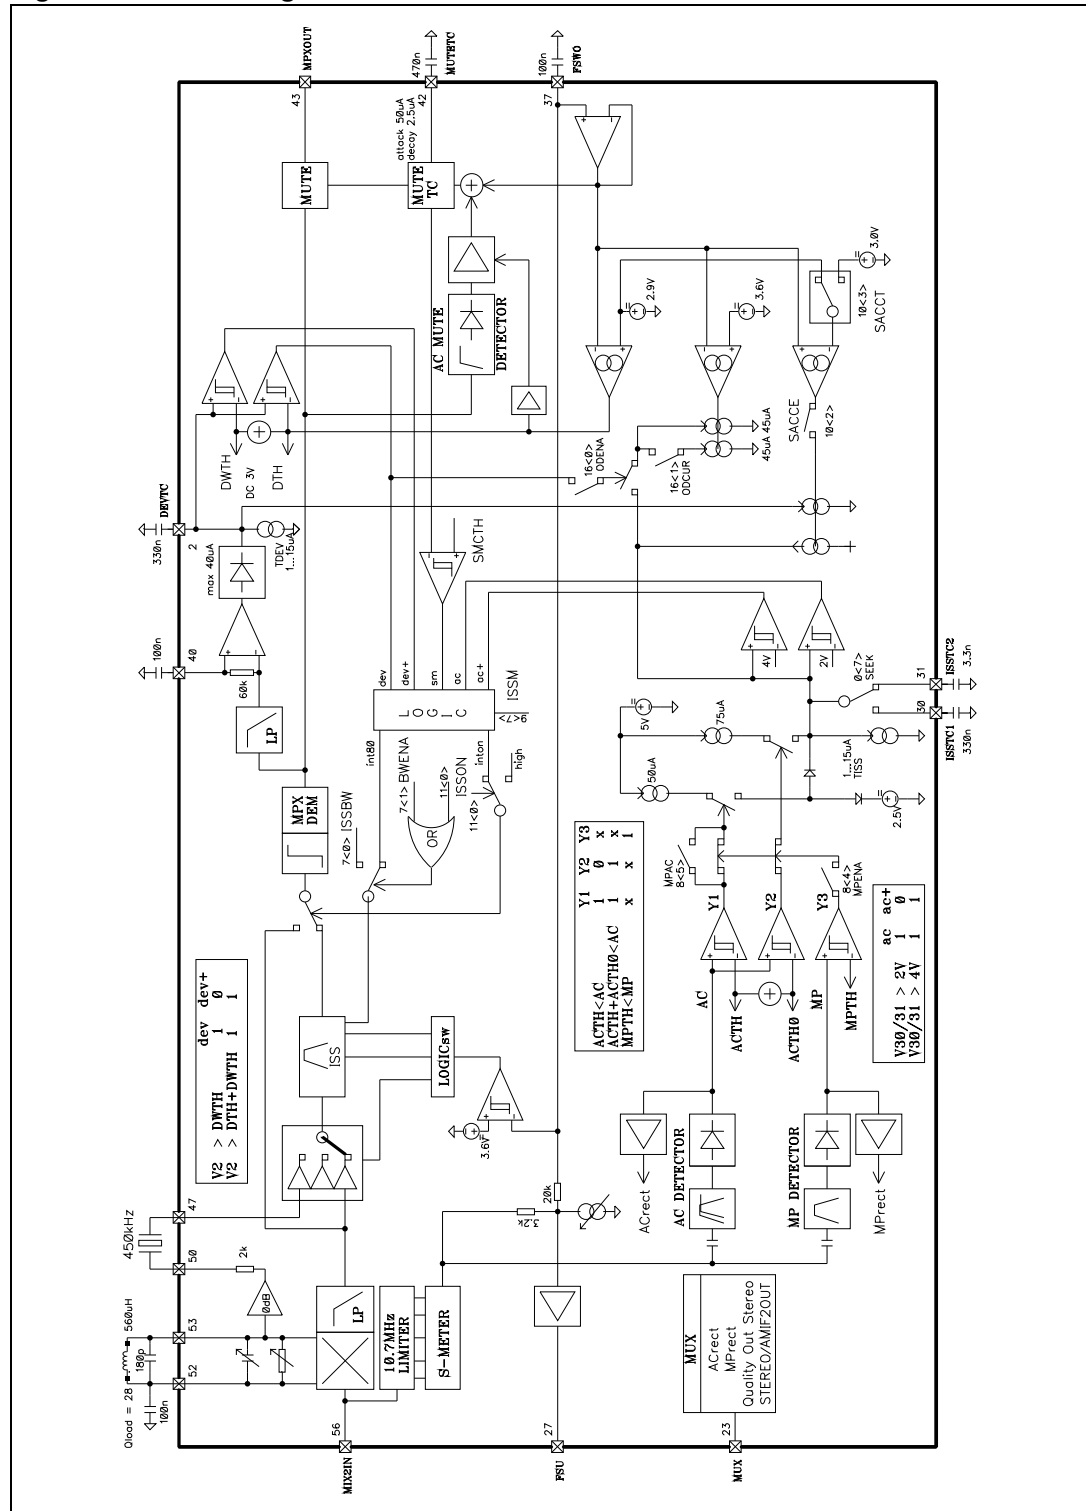 MPXOUT
43
470n
MUTETC
42
100n
FSWO
37
attack 50uA
decay 2.5uA
MUTE
MUTE
TC
AC MUTE
DETECTOR
2.9V
3.6V
3.0V
10<3>
SACCT
DWTH
DC 3V
DTH
16<0>
ODENA
16<1>
ODCUR
45uA 45uA
SACCE
10<2>
330n
DEVTC
2
max 40uA
TDEV
1...15uA
100n
40
60k
LP
SMCTH
dev
dev+
sm
ac
ac+
LOGIC
ISSM
9<7>
int80
inton
high
7<1> BWENA
11<0>
ISSON
11<0>
OR
7<0> ISSBW
MPX
DEM
4V
2V
0<7>
SEEK
31
ISSTC2
3.3n
30
ISSTC1
330n
5V
75uA
50uA
1...15uA
TISS
2.5V
Y1 Y2 Y3
ACTH<AC 1 0 x
ACTH+ACTH0<AC 1 1 x
MPTH<MP x x 1
MPAC
8<5>
8<4>
MPENA
Y1
Y2
Y3
AC
ACTH
ACTH0
MP
MPTH
ac ac+
V30/31 > 2V 1 0
V30/31 > 4V 1 1
dev dev+
V2 > DWTH 1 0
V2 > DTH+DWTH 1 1
ISS
LOGICsw
3.6V
ACrect
AC DETECTOR
MP DETECTOR
MPrect
20k
3.2k
450kHz
47
50
2k
0dB
560uH
53
180p
52
Qload = 28
100n
LP
10.7MHz
LIMITER
S-METER
MUX
ACrect
MPrect
Quality Out Stereo
STEREO/AMIF2OUT
56
MIX2IN
27
FSU
23
MUX